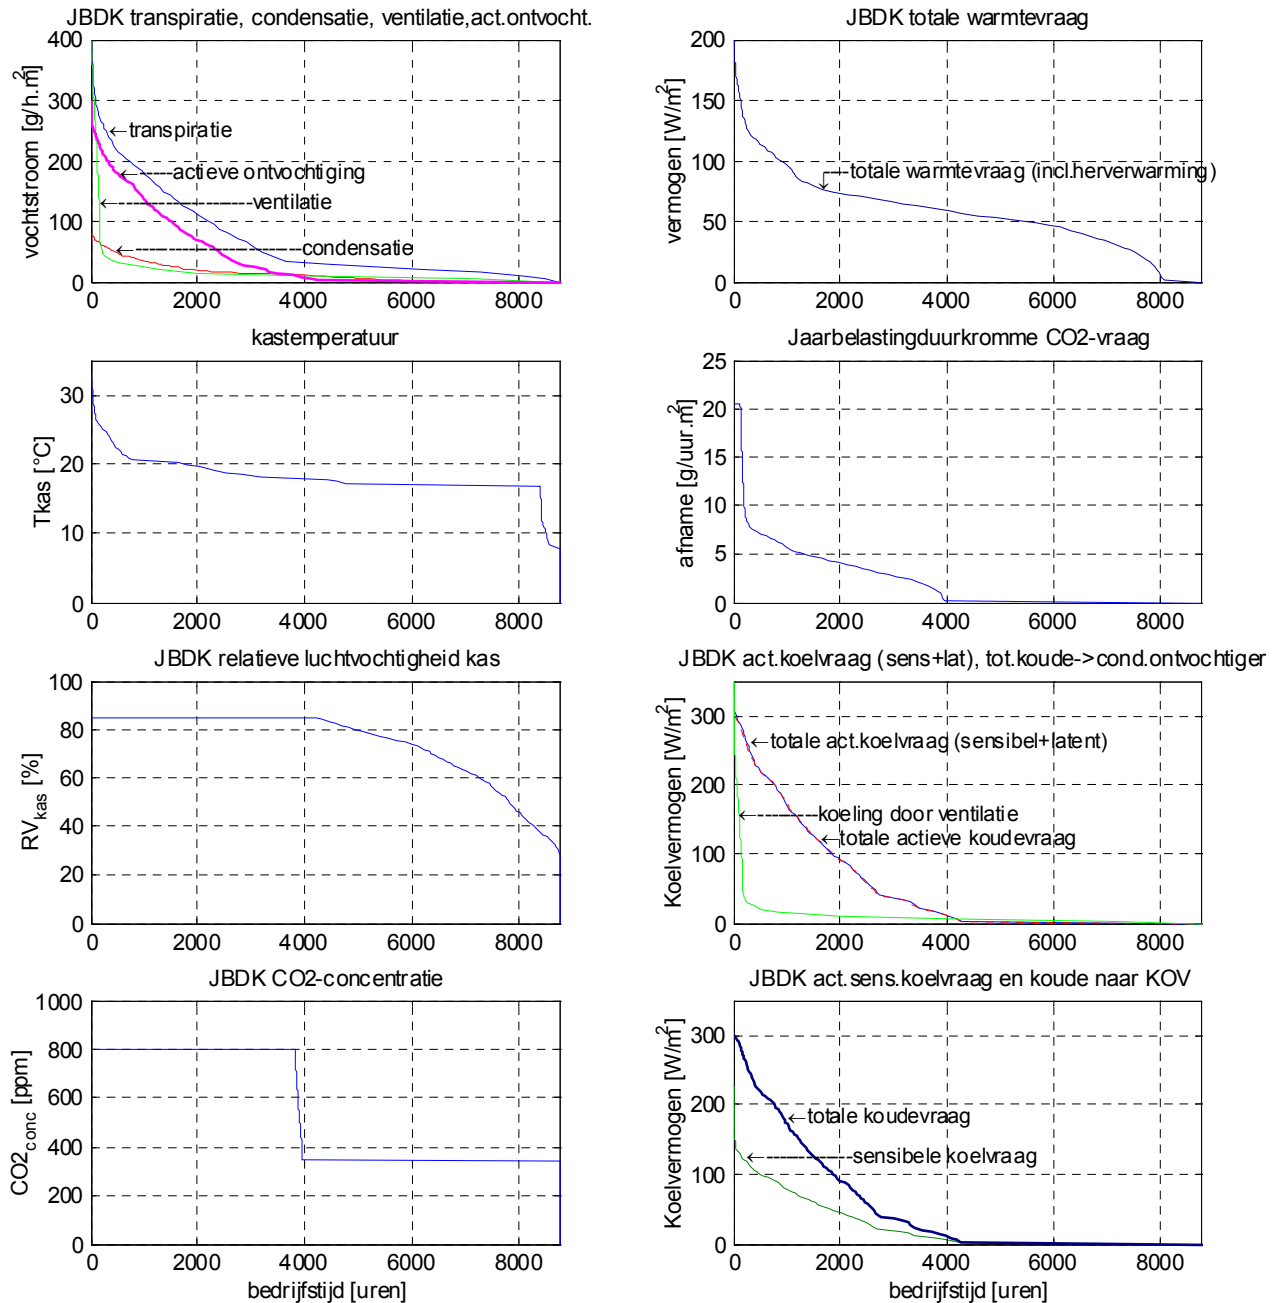 JBDK transpiratie, condensatie, ventilatie,act.ontvocht.
vochtstroom [g/h.m²]
400
300
200
100
0
←transpiratie
actieve ontvochtiging
ventilatie
condensatie
0 2000 4000 6000 8000
JBDK totale warmtevraag
vermogen [W/m²]
200
150
100
50
0
totale warmtevraag (incl.herverwarming)
0 2000 4000 6000 8000
kastemperatuur
Tkas [°C]
30
20
10
0
0 2000 4000 6000 8000
Jaarbelastingduurkromme CO2-vraag
afname [g/uur.m²]
25
20
15
10
5
0
0 2000 4000 6000 8000
JBDK relatieve luchtvochtigheid kas
RVkas [%]
100
80
60
40
20
0
0 2000 4000 6000 8000
JBDK act.koelvraag (sens+lat), tot.koude->cond.ontvochtiger
Koelvermogen [W/m²]
300
200
100
0
←totale act.koelvraag (sensibel+latent)
koeling door ventilatie
←totale actieve koudevraag
0 2000 4000 6000 8000
JBDK CO2-concentratie
CO2conc [ppm]
1000
800
600
400
200
0
0 2000 4000 6000 8000
bedrijfstijd [uren]
JBDK act.sens.koelvraag en koude naar KOV
Koelvermogen [W/m²]
300
200
100
0
←totale koudevraag
sensibele koelvraag
0 2000 4000 6000 8000
bedrijfstijd [uren]